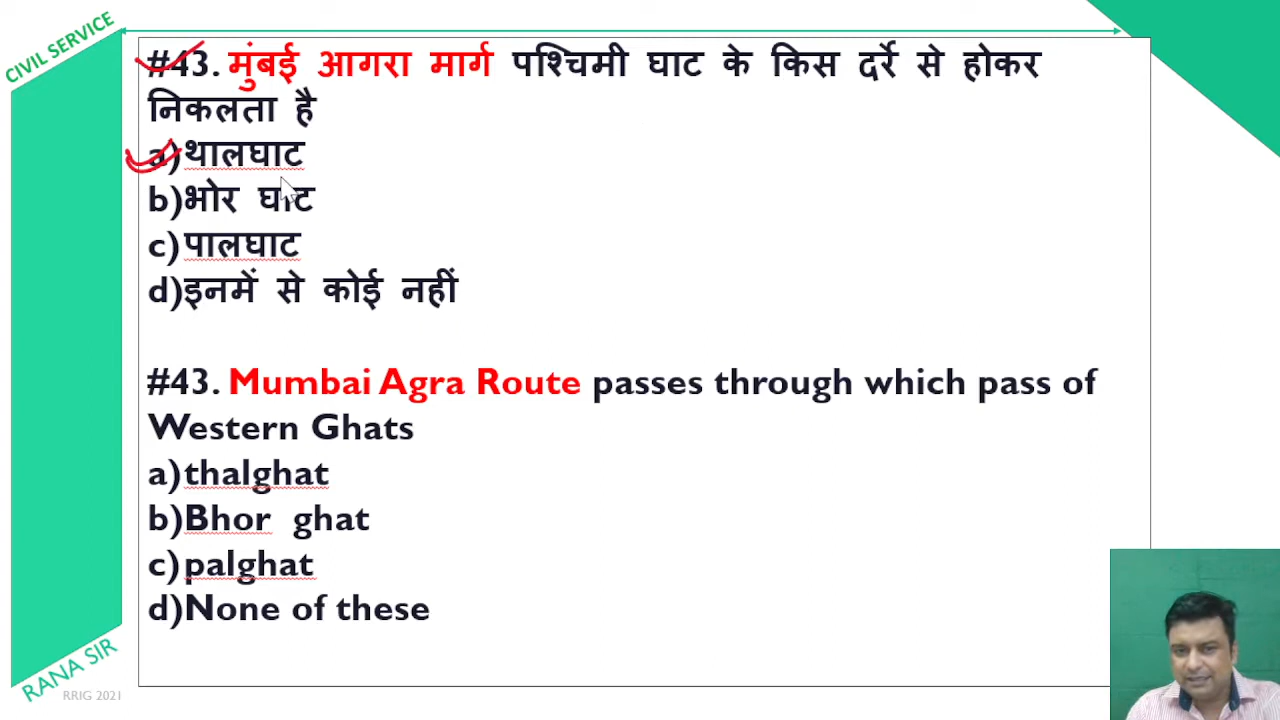 CIVIL SERVICE
#43. मुंबई आगरा मार्ग पश्चिमी घाट के किस दर्रे से होकर
निकलता है
a)थालघाट
b)भोर घाट
c)पालघाट
d)इनमें से कोई नहीं
#43. Mumbai Agra Route passes through which pass of
Western Ghats
a)thalghat
b)Bhor ghat
c)palghat
d)None of these
RANA SIR
RRIG 2021